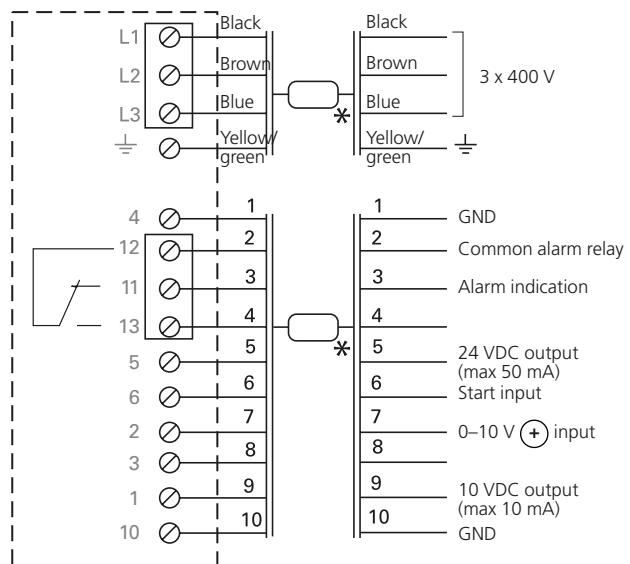 L1 Black Black
L2 Brown Brown 3 x 400 V
L3 Blue Blue
* 
Yellow/ Yellow/
green green
4 1 1 GND
12 2 2 Common alarm relay
11 3 3 Alarm indication
13 4 4
*
5 5 5 24 VDC output
(max 50 mA)
6 6 6 Start input
2 7 7 0–10 V + input
3 8 8
1 9 9 10 VDC output
(max 10 mA)
10 10 10 GND